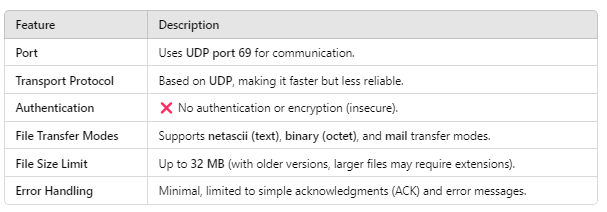 Feature Description
Port Uses UDP port 69 for communication.
Transport Protocol Based on UDP, making it faster but less reliable.
Authentication ❌ No authentication or encryption (insecure).
File Transfer Modes Supports netascii (text), binary (octet), and mail transfer modes.
File Size Limit Up to 32 MB (with older versions, larger files may require extensions).
Error Handling Minimal, limited to simple acknowledgments (ACK) and error messages.